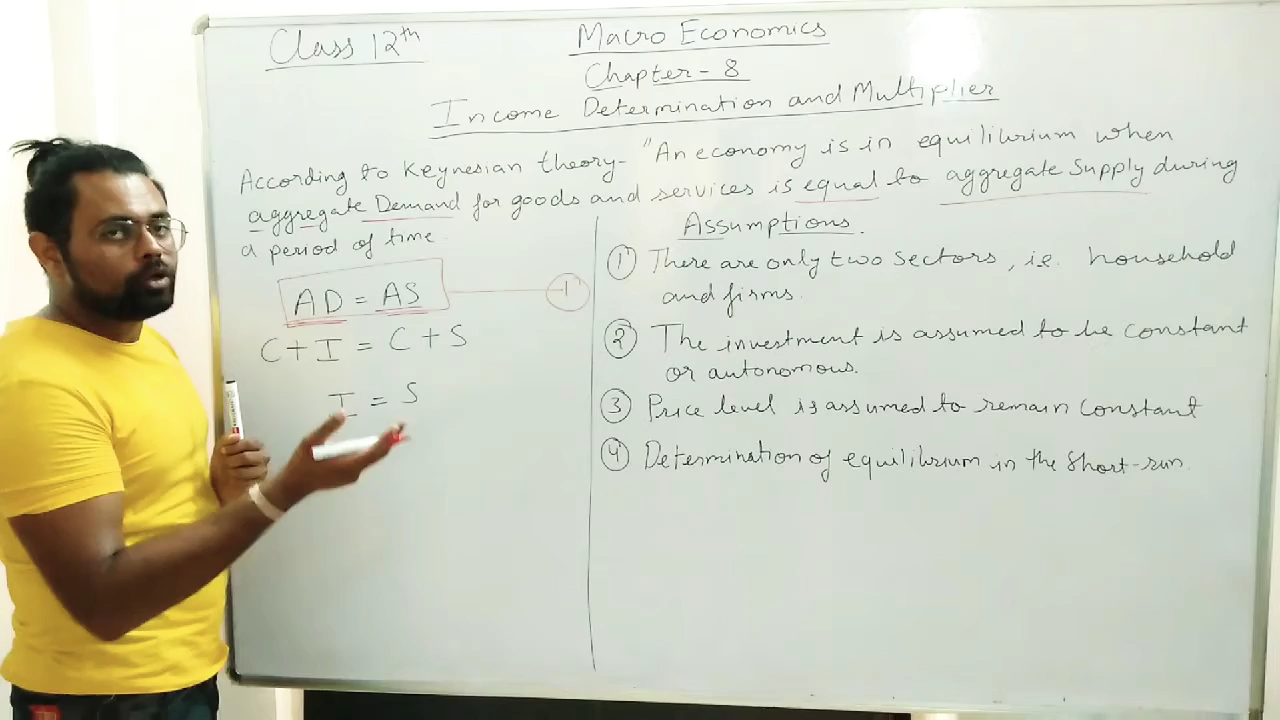 Class 12th
Macro Economics
Chapter - 8
Income Determination and Multiplier
According to Keynesian theory - "An economy is in equilibrium when
aggregate Demand for goods and services is equal to aggregate Supply during
a period of time
AD = AS ① 
C + I = C + S
I = S
Assumptions.
① There are only two sectors, i.e. household
and firms.
② The investment is assumed to be constant
or autonomous.
③ Price level is assumed to remain constant
④ Determination of equilibrium in the short-run.